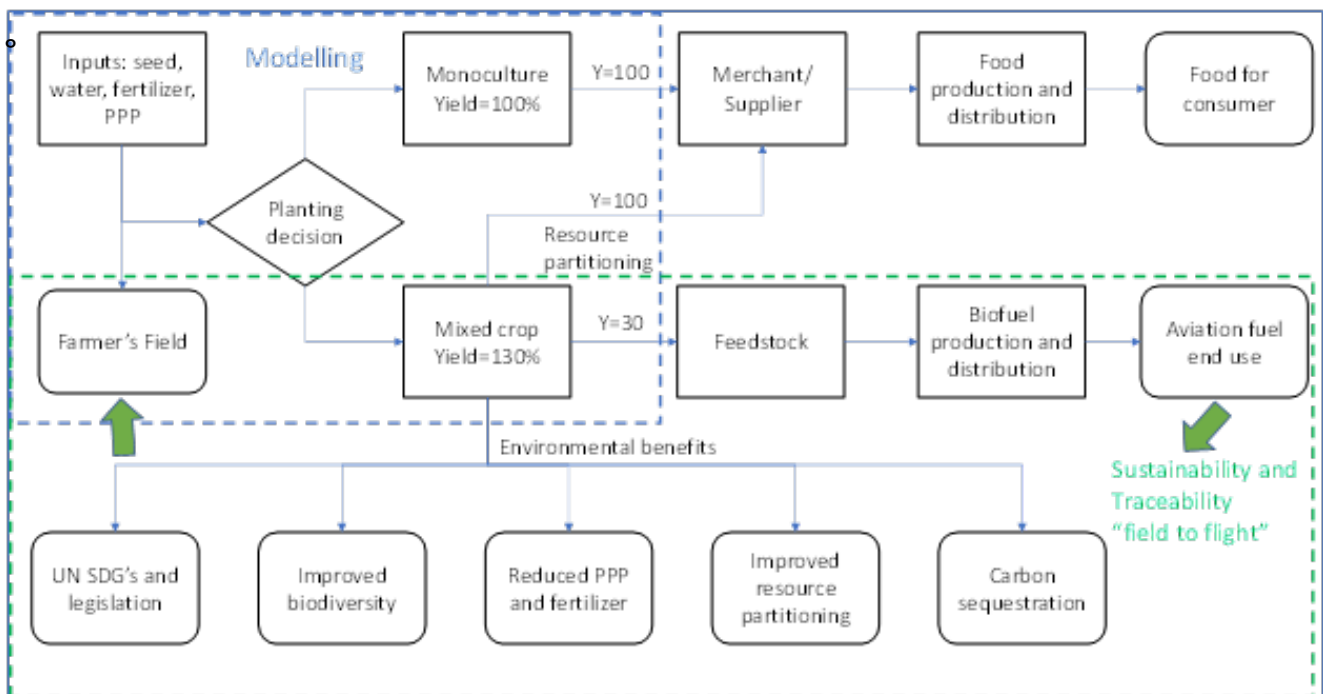 Modelling
Inputs: seed,
water, fertilizer,
PPP
Monoculture
Yield=100%
Y=100
Merchant/
Supplier
Food
production and
distribution
Food for
consumer
Planting
decision
Y=100
Resource
partitioning
Farmer's Field
Mixed crop
Yield=130%
Y=30
Feedstock
Biofuel
production and
distribution
Aviation fuel
end use
Environmental benefits
Sustainability and
Traceability
"field to flight"
UN SDG's and
legislation
Improved
biodiversity
Reduced PPP
and fertilizer
Improved
resource
partitioning
Carbon
sequestration